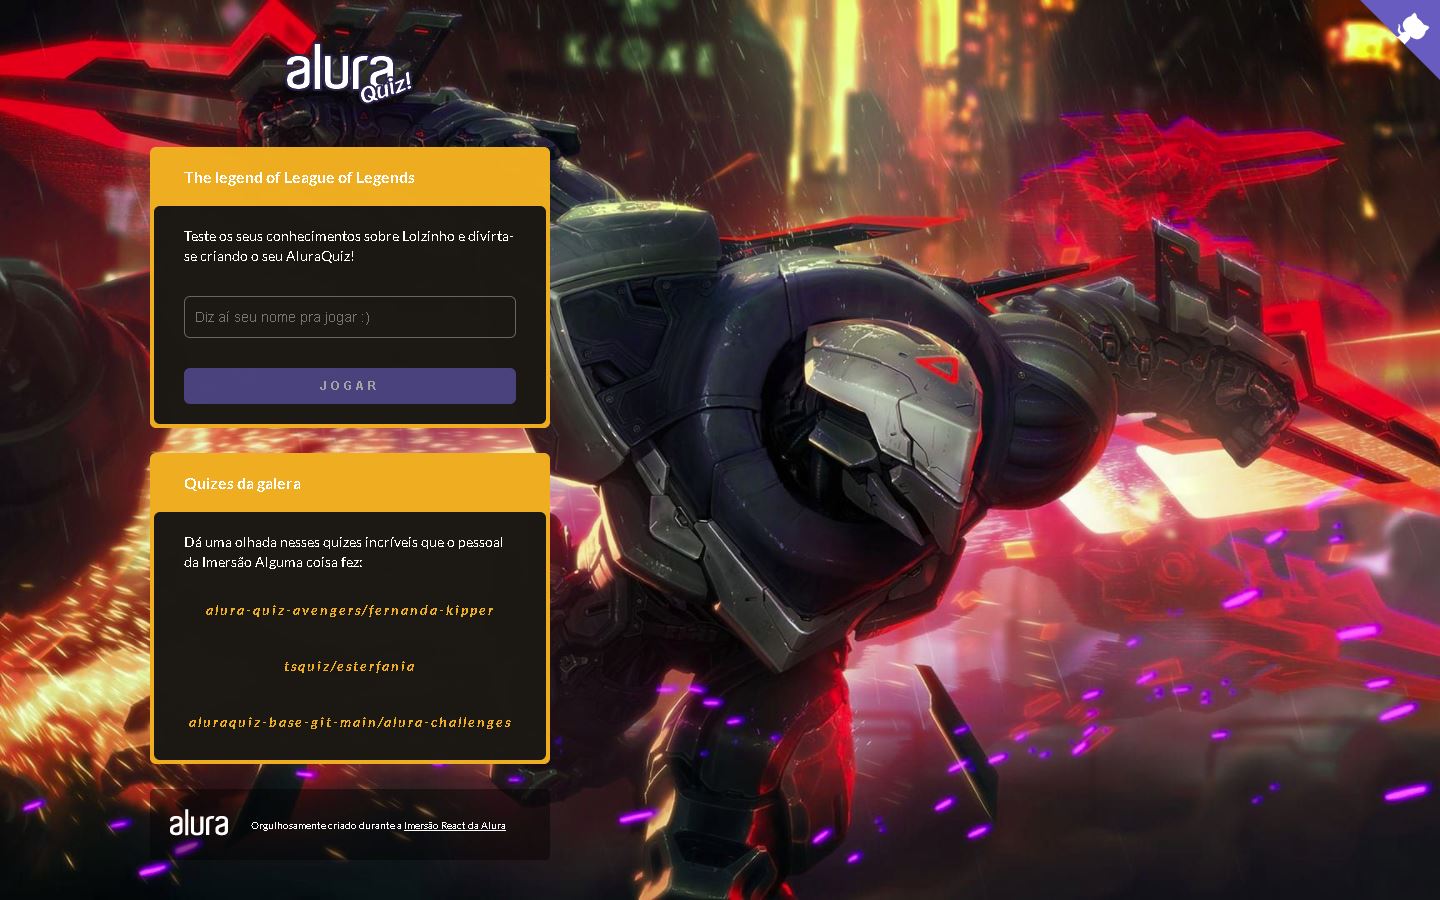 alura
Quiz!
The legend of League of Legends
Teste os seus conhecimentos sobre Lolzinho e divirta-
se criando o seu AluraQuiz!
Diz aí seu nome pra jogar :)
JOGAR
Quizes da galera
Dá uma olhada nesses quizes incríveis que o pessoal
da Imersão Alguma coisa fez:
alura-quiz-avengers/fernanda-kipper
tsquiz/esterfania
aluraquiz-base-git-main/alura-challenges
alura
Orgulhosamente criado durante a Imersão React da Alura